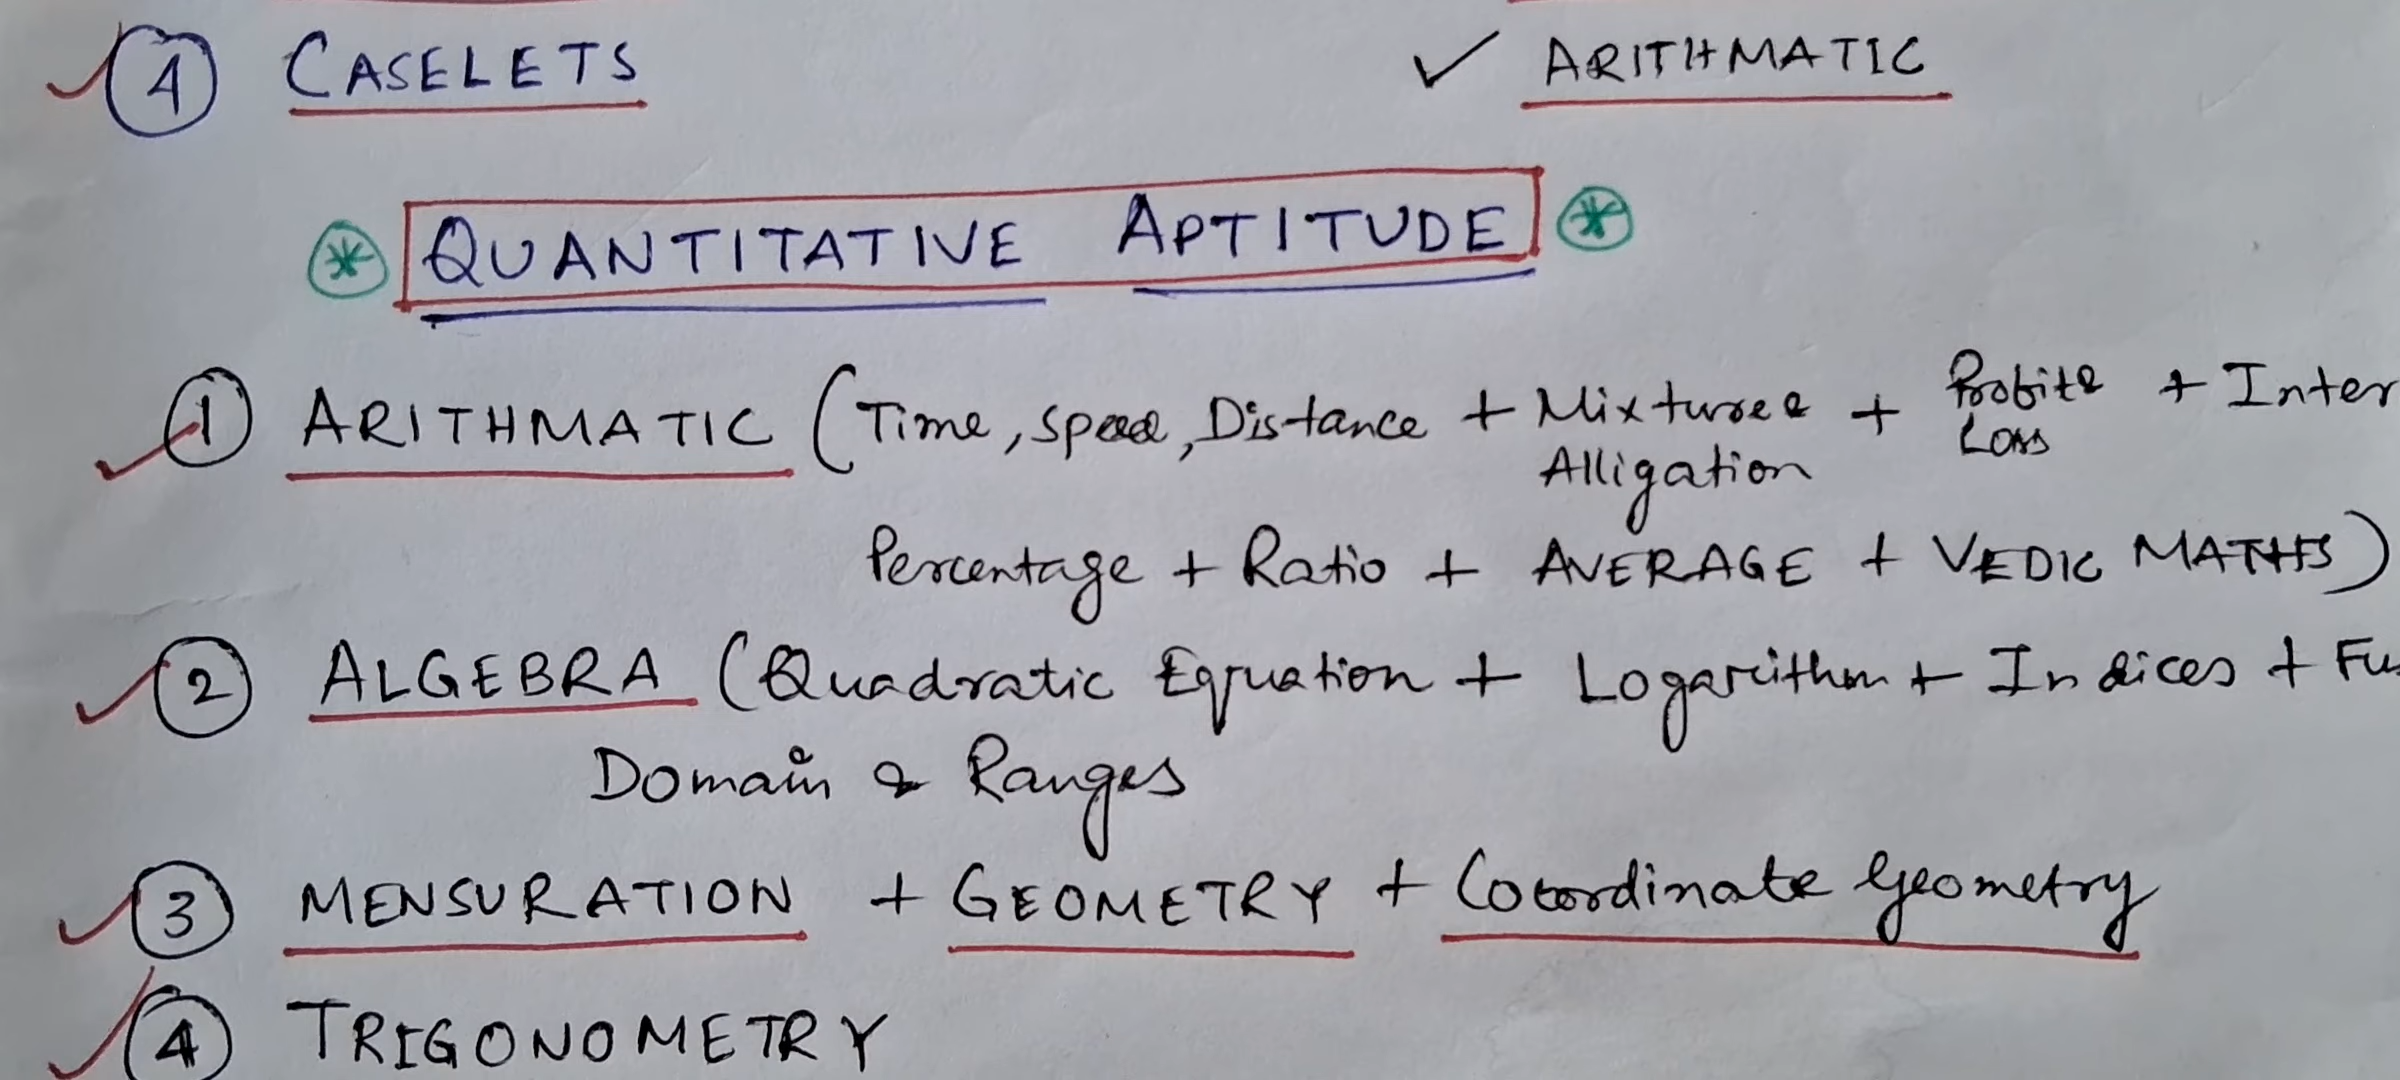 4 CASELETS ✓ ARITHMATIC
* QUANTITATIVE APTITUDE *
1 ARITHMATIC (Time, Speed, Distance + Mixture & Alligation + Profit & Loss + Inter
Percentage + Ratio + AVERAGE + VEDIC MATHS)
2 ALGEBRA (Quadratic Equation + Logarithm + Indices + Fu
Domain & Ranges
3 MENSURATION + GEOMETRY + Coordinate Geometry
4 TRIGONOMETRY